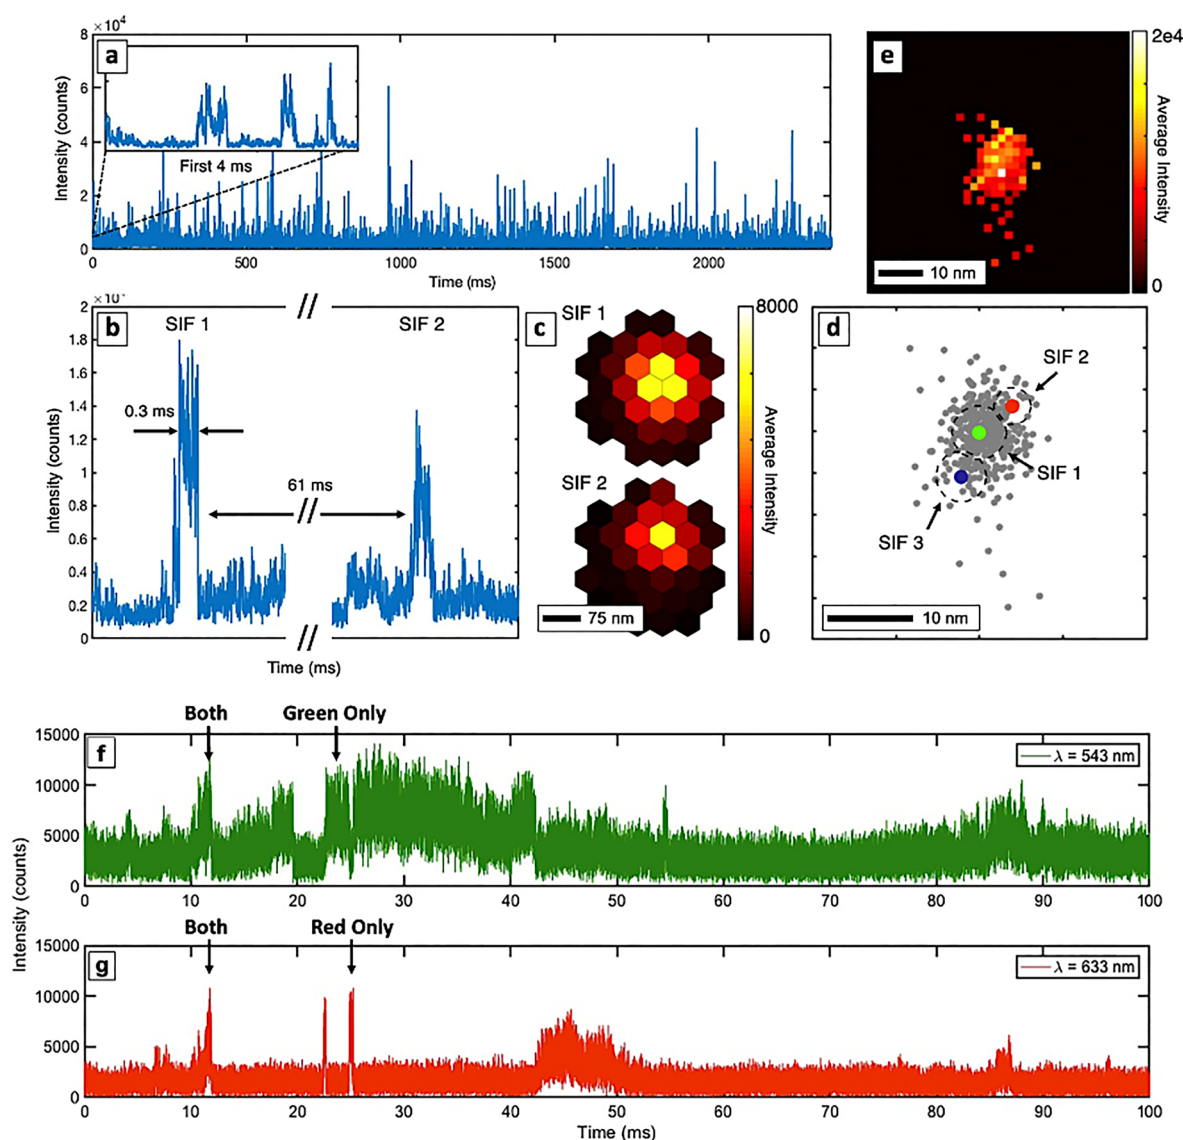 ×10⁴
a
8
6
4
2
0
Intensity (counts)
First 4 ms
0 500 1000 1500 2000
Time (ms)
e
2e4
Average Intensity
0
10 nm
b
2
1.8
1.6
1.4
1.2
1
0.8
0.6
0.4
0.2
0
Intensity (counts)
SIF 1
SIF 2
0.3 ms
61 ms
Time (ms)
c
SIF 1
SIF 2
8000
Average Intensity
0
75 nm
d
SIF 2
SIF 1
SIF 3
10 nm
Both Green Only
f
λ = 543 nm
15000
10000
5000
0
0 10 20 30 40 50 60 70 80 90 100
Intensity (counts)
Both Red Only
g
λ = 633 nm
15000
10000
5000
0
0 10 20 30 40 50 60 70 80 90 100
Time (ms)